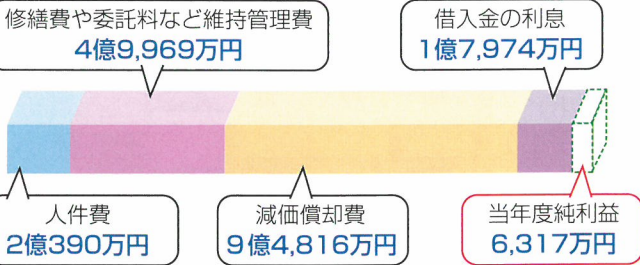 修繕費や委託料など維持管理費
4億9,969万円
借入金の利息
1億7,974万円
人件費
2億390万円
減価償却費
9億4,816万円
当年度純利益
6,317万円